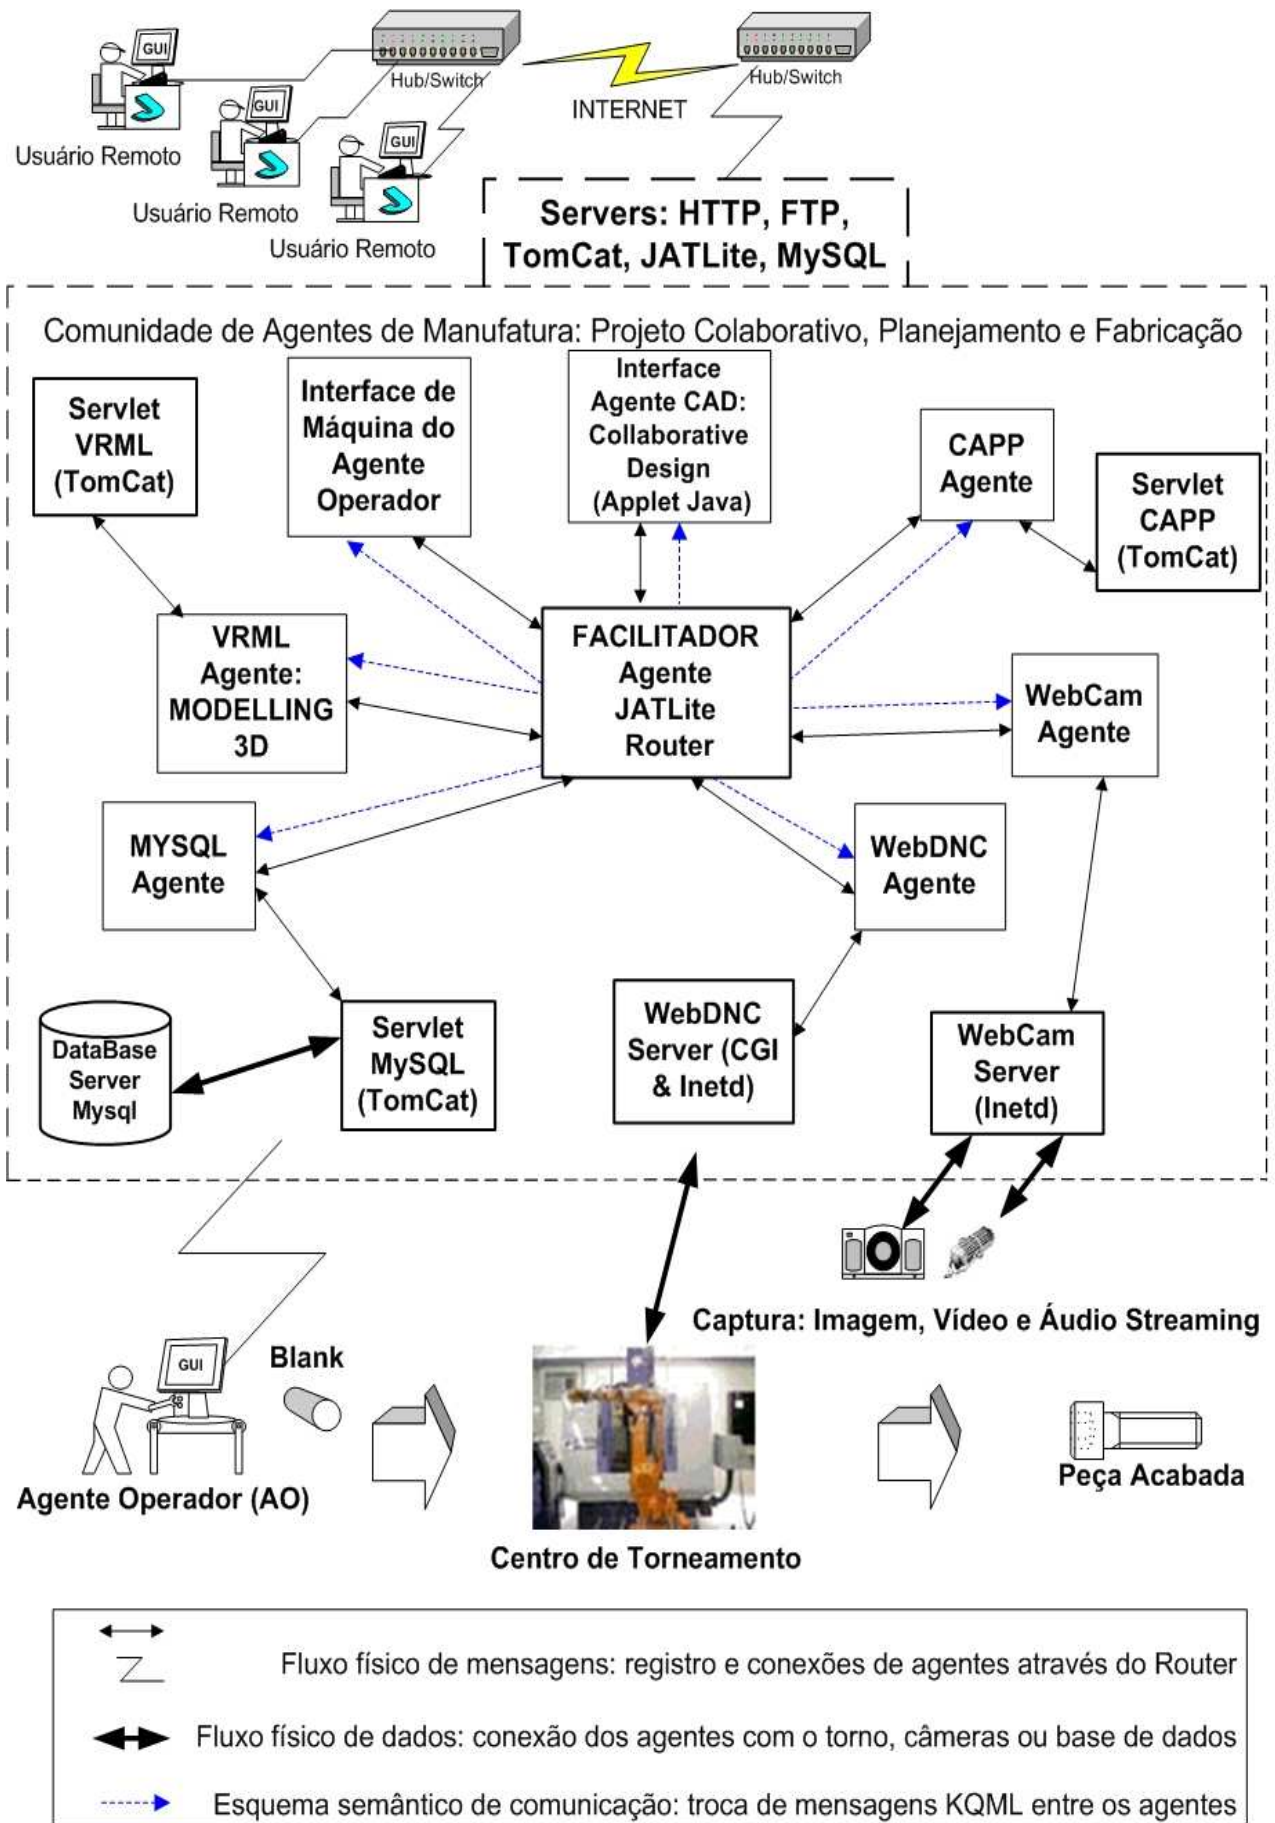 GUI
Hub/Switch
Hub/Switch
INTERNET
GUI
Usuário Remoto
GUI
Usuário Remoto
Usuário Remoto
Servers: HTTP, FTP,
TomCat, JATLite, MySQL
Comunidade de Agentes de Manufatura: Projeto Colaborativo, Planejamento e Fabricação
Servlet
VRML
(TomCat)
Interface de
Máquina do
Agente
Operador
Interface
Agente CAD:
Collaborative
Design
(Applet Java)
CAPP
Agente
Servlet
CAPP
(TomCat)
VRML
Agente:
MODELLING
3D
FACILITADOR
Agente
JATLite
Router
WebCam
Agente
MYSQL
Agente
WebDNC
Agente
DataBase
Server
Mysql
Servlet
MySQL
(TomCat)
WebDNC
Server (CGI
& Inetd)
WebCam
Server
(Inetd)
Captura: Imagem, Vídeo e Áudio Streaming
GUI
Blank
Agente Operador (AO)
Centro de Torneamento
Peça Acabada
Fluxo físico de mensagens: registro e conexões de agentes através do Router
Fluxo físico de dados: conexão dos agentes com o torno, câmeras ou base de dados
Esquema semântico de comunicação: troca de mensagens KQML entre os agentes